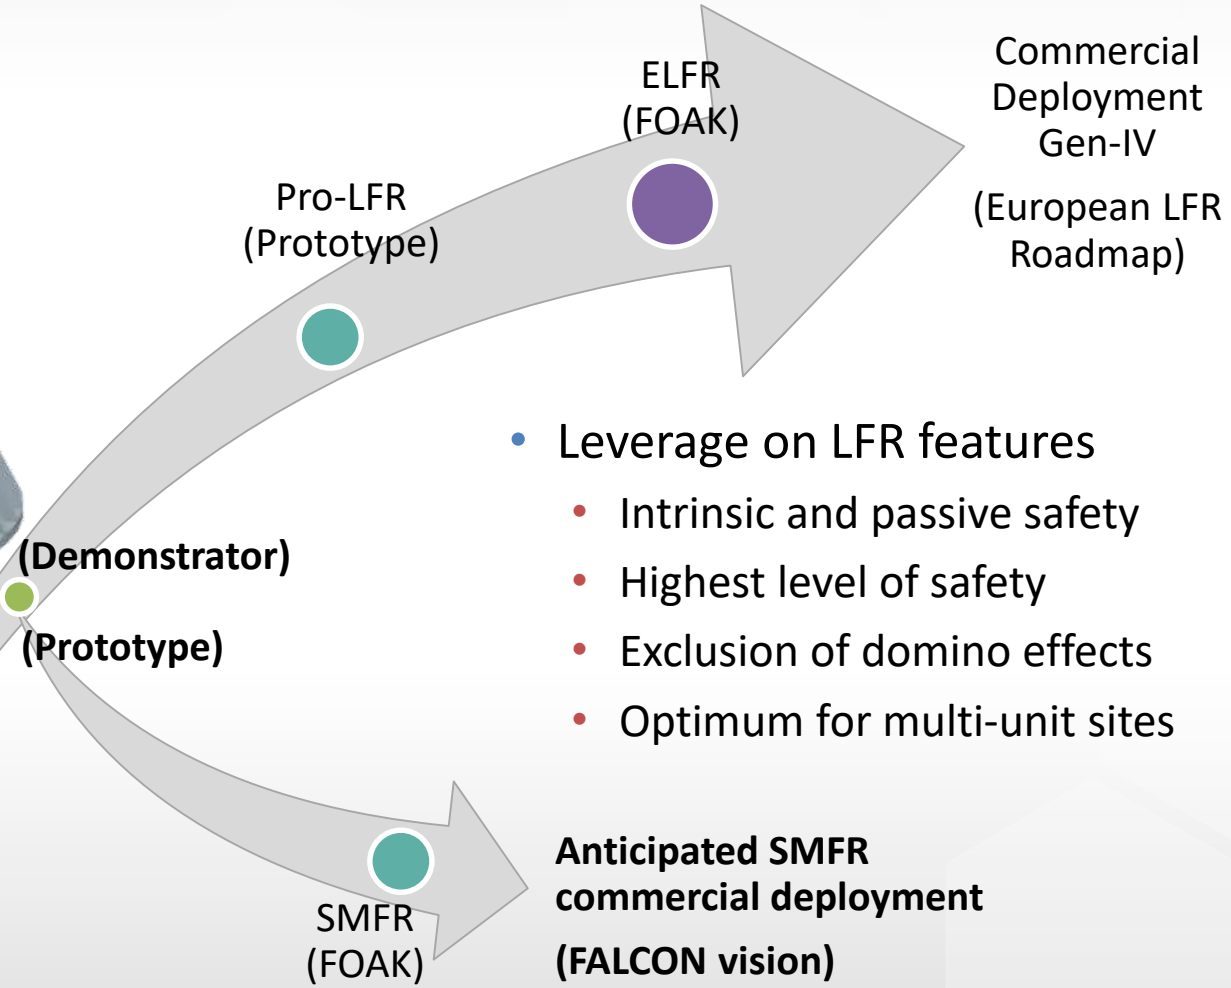 ELFR
(FOAK)
Commercial
Deployment
Gen-IV
(European LFR
Roadmap)
Pro-LFR
(Prototype)
• Leverage on LFR features
• Intrinsic and passive safety
• Highest level of safety
• Exclusion of domino effects
• Optimum for multi-unit sites
(Demonstrator)
(Prototype)
SMFR
(FOAK)
Anticipated SMFR
commercial deployment
(FALCON vision)